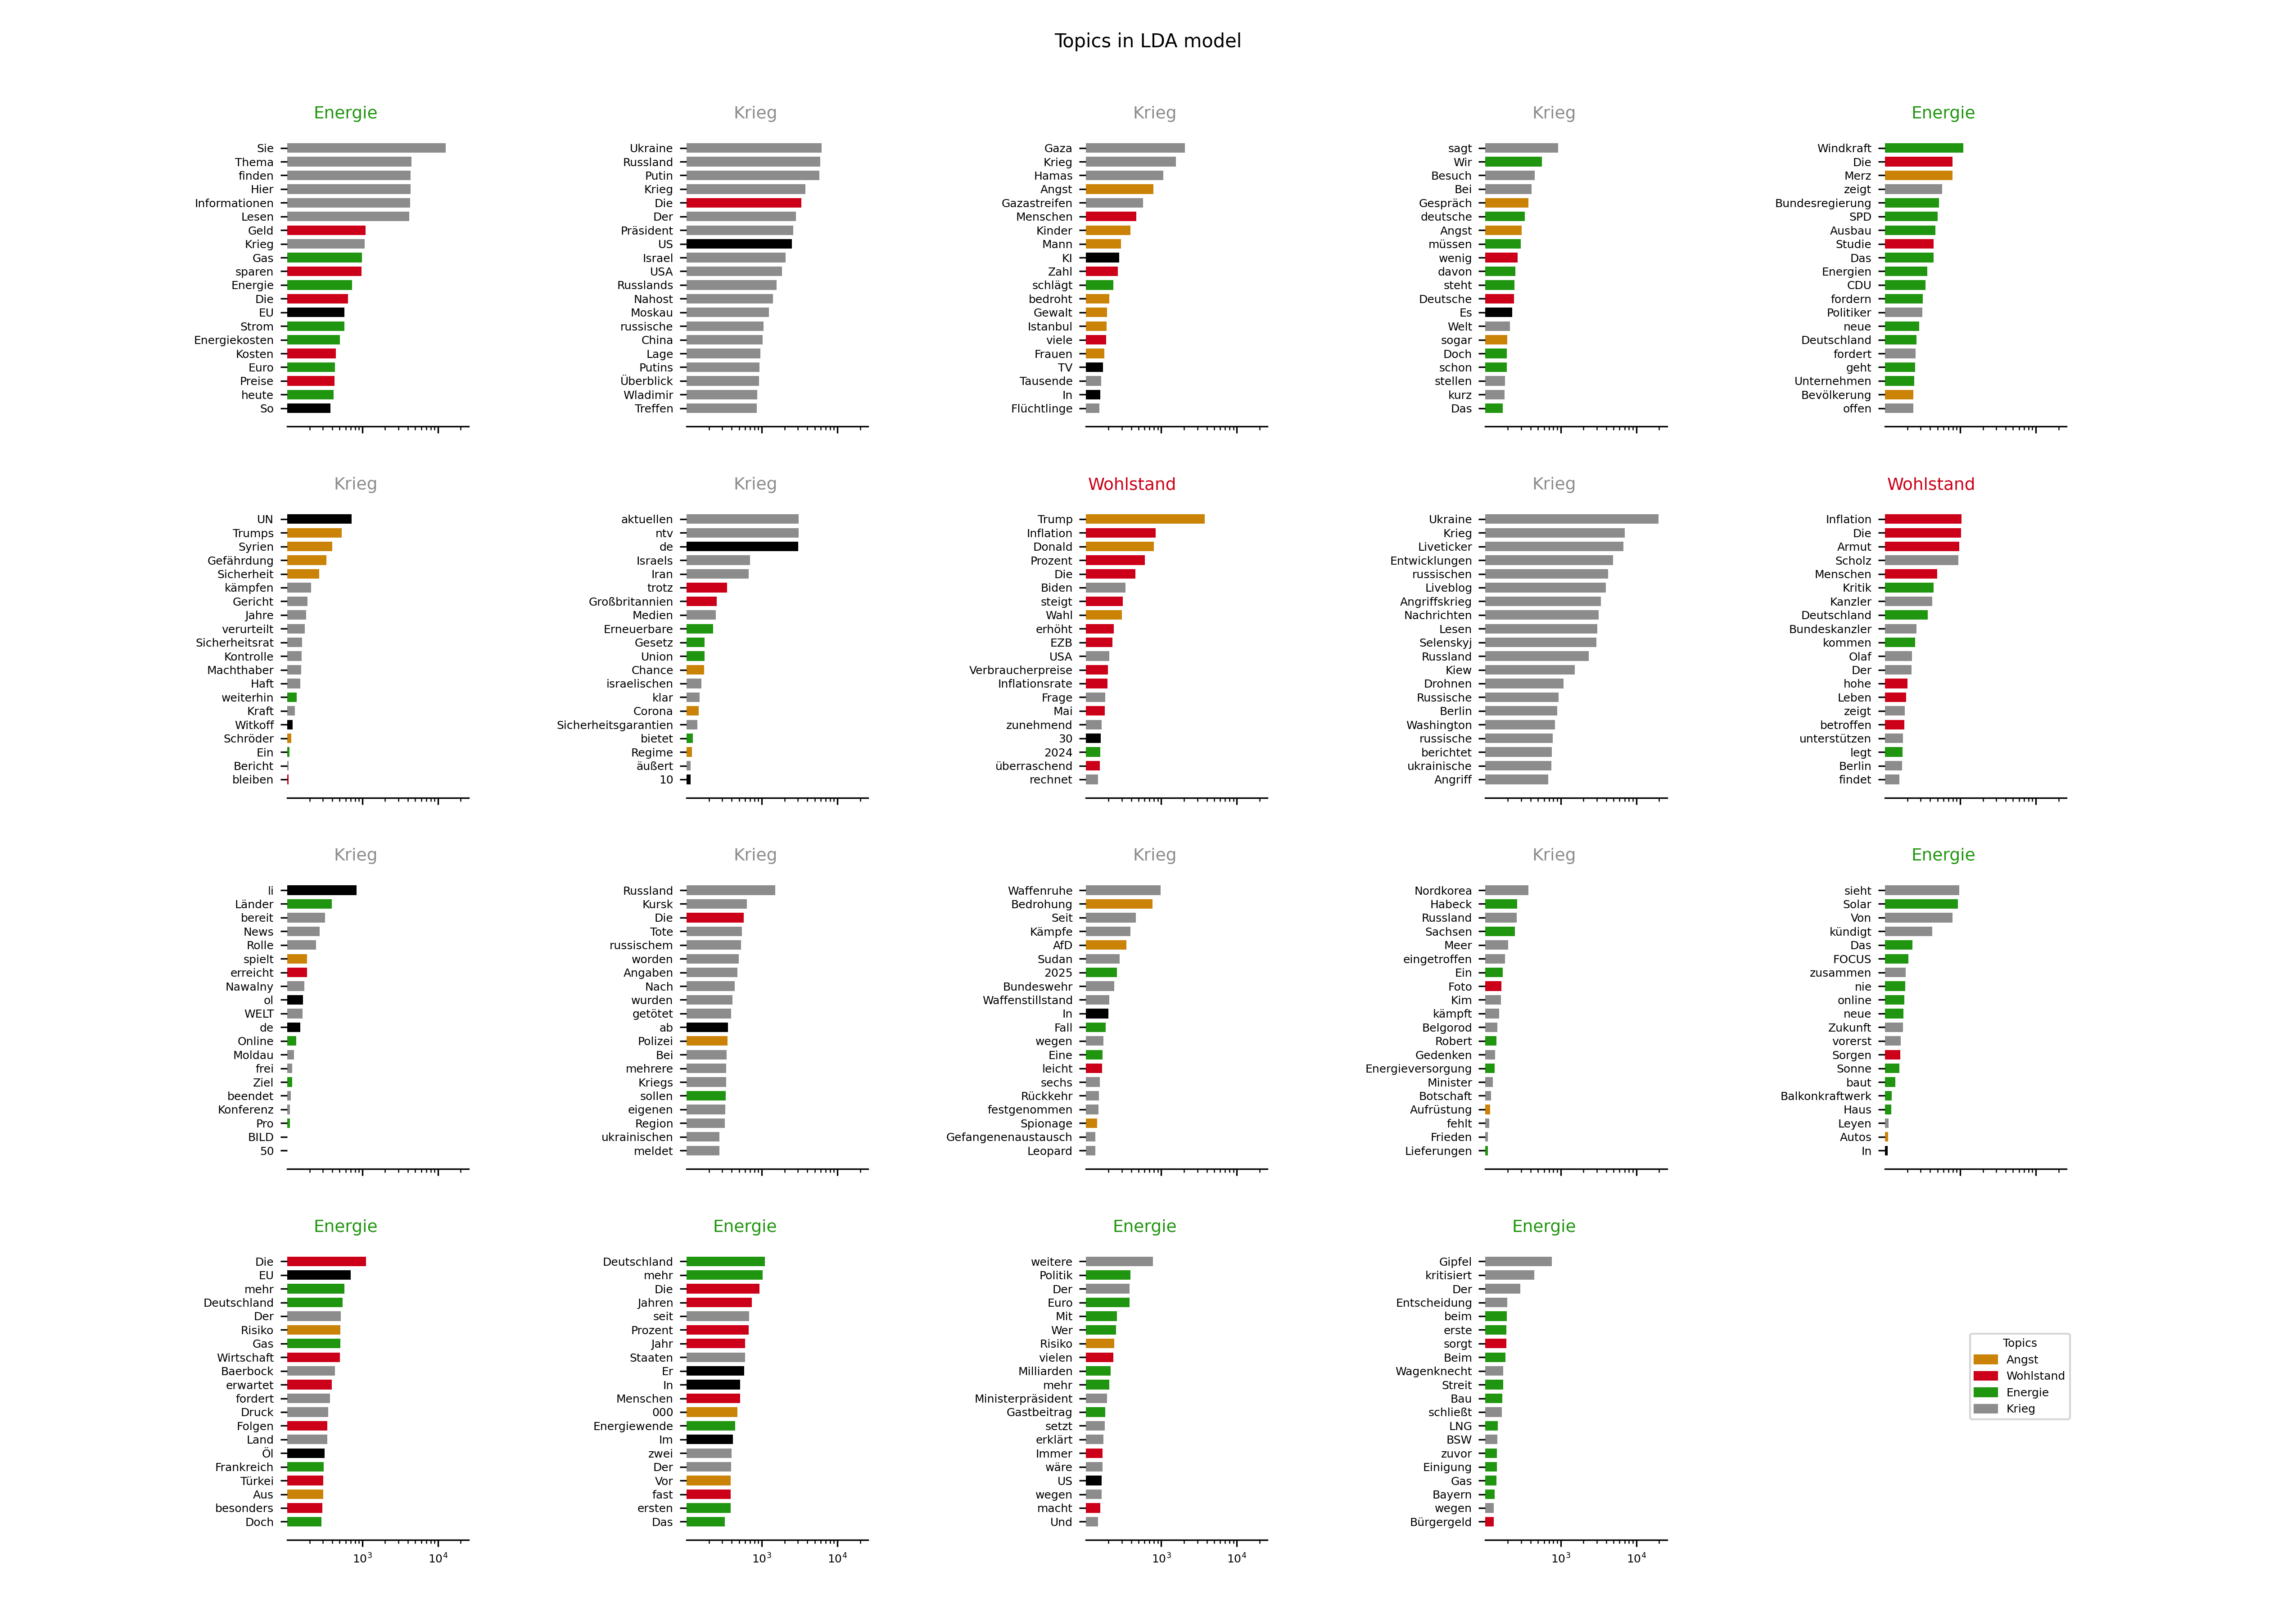 Topics in LDA model
Energie
Sie
Thema
finden
Hier
Informationen
Lesen
Geld
Krieg
Gas
sparen
Energie
Die
EU
Strom
Energiekosten
Kosten
Euro
Preise
heute
So
Krieg
Ukraine
Russland
Putin
Krieg
Die
Der
Präsident
US
Israel
USA
Russlands
Nahost
Moskau
russische
China
Lage
Putins
Überblick
Wladimir
Treffen
Krieg
Gaza
Krieg
Hamas
Angst
Gazastreifen
Menschen
Kinder
Mann
KI
Zahl
schlägt
bedroht
Gewalt
Istanbul
viele
Frauen
TV
Tausende
In
Flüchtlinge
Krieg
sagt
Wir
Besuch
Bei
Gespräch
deutsche
Angst
müssen
wenig
davon
steht
Deutsche
Es
Welt
sogar
Doch
schon
stellen
kurz
Das
Energie
Windkraft
Die
Merz
zeigt
Bundesregierung
SPD
Ausbau
Studie
Das
Energien
CDU
fordern
Politiker
neue
Deutschland
fordert
geht
Unternehmen
Bevölkerung
offen
Krieg
UN
Trumps
Syrien
Gefährdung
Sicherheit
kämpfen
Gericht
Jahre
verurteilt
Sicherheitsrat
Kontrolle
Machthaber
Haft
weiterhin
Kraft
Witkoff
Schröder
Ein
Bericht
bleiben
Krieg
aktuellen
ntv
de
Israels
Iran
trotz
Großbritannien
Medien
Erneuerbare
Gesetz
Union
Chance
israelischen
klar
Corona
Sicherheitsgarantien
bietet
Regime
äußert
10
Wohlstand
Trump
Inflation
Donald
Prozent
Die
Biden
steigt
Wahl
erhöht
EZB
USA
Verbraucherpreise
Inflationsrate
Frage
Mai
zunehmend
30
2024
überraschend
rechnet
Krieg
Ukraine
Krieg
Liveticker
Entwicklungen
russischen
Liveblog
Angriffskrieg
Nachrichten
Lesen
Selenskyj
Russland
Kiew
Drohnen
Russische
Berlin
Washington
russische
berichtet
ukrainische
Angriff
Wohlstand
Inflation
Die
Armut
Scholz
Menschen
Kritik
Kanzler
Deutschland
Bundeskanzler
kommen
Olaf
Der
hohe
Leben
zeigt
betroffen
unterstützen
legt
Berlin
findet
Krieg
li
Länder
bereit
News
Rolle
spielt
erreicht
Nawalny
ol
WELT
de
Online
Moldau
frei
Ziel
beendet
Konferenz
Pro
BILD
50
Krieg
Russland
Kursk
Die
Tote
russischem
worden
Angaben
Nach
wurden
getötet
ab
Polizei
Bei
mehrere
Kriegs
sollen
eigenen
Region
ukrainischen
meldet
Krieg
Waffenruhe
Bedrohung
Seit
Kämpfe
AfD
Sudan
2025
Bundeswehr
Waffenstillstand
In
Fall
wegen
Eine
leicht
sechs
Rückkehr
festgenommen
Spionage
Gefangenenaustausch
Leopard
Krieg
Nordkorea
Habeck
Russland
Sachsen
Meer
eingetroffen
Ein
Foto
Kim
kämpft
Belgorod
Robert
Gedenken
Energieversorgung
Minister
Botschaft
Aufrüstung
fehlt
Frieden
Lieferungen
Energie
sieht
Solar
Von
kündigt
Das
FOCUS
zusammen
nie
online
neue
Zukunft
vorerst
Sorgen
Sonne
baut
Balkonkraftwerk
Haus
Leyen
Autos
In
Energie
Die
EU
mehr
Deutschland
Der
Risiko
Gas
Wirtschaft
Baerbock
erwartet
fordert
Druck
Folgen
Land
Öl
Frankreich
Türkei
Aus
besonders
Doch
10³ 10⁴
Energie
Deutschland
mehr
Die
Jahren
seit
Prozent
Jahr
Staaten
Er
In
Menschen
000
Energiewende
Im
zwei
Der
Vor
fast
ersten
Das
10³ 10⁴
Energie
weitere
Politik
Der
Euro
Mit
Wer
Risiko
vielen
Milliarden
mehr
Ministerpräsident
Gastbeitrag
setzt
erklärt
Immer
wäre
US
wegen
macht
Und
10³ 10⁴
Energie
Gipfel
kritisiert
Der
Entscheidung
beim
erste
sorgt
Beim
Wagenknecht
Streit
Bau
schließt
LNG
BSW
zuvor
Einigung
Gas
Bayern
wegen
Bürgergeld
10³ 10⁴
Topics
Angst
Wohlstand
Energie
Krieg